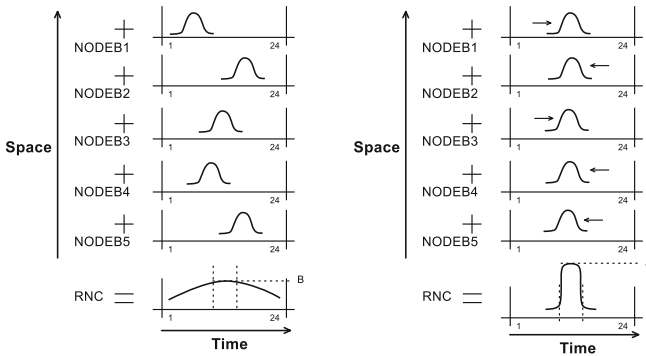 NODEB1
1 24
NODEB2
1 24
Space
NODEB3
1 24
NODEB4
1 24
NODEB5
1 24
RNC
B
1 24
Time
NODEB1
1 24
NODEB2
1 24
Space
NODEB3
1 24
NODEB4
1 24
NODEB5
1 24
RNC
1 24
Time